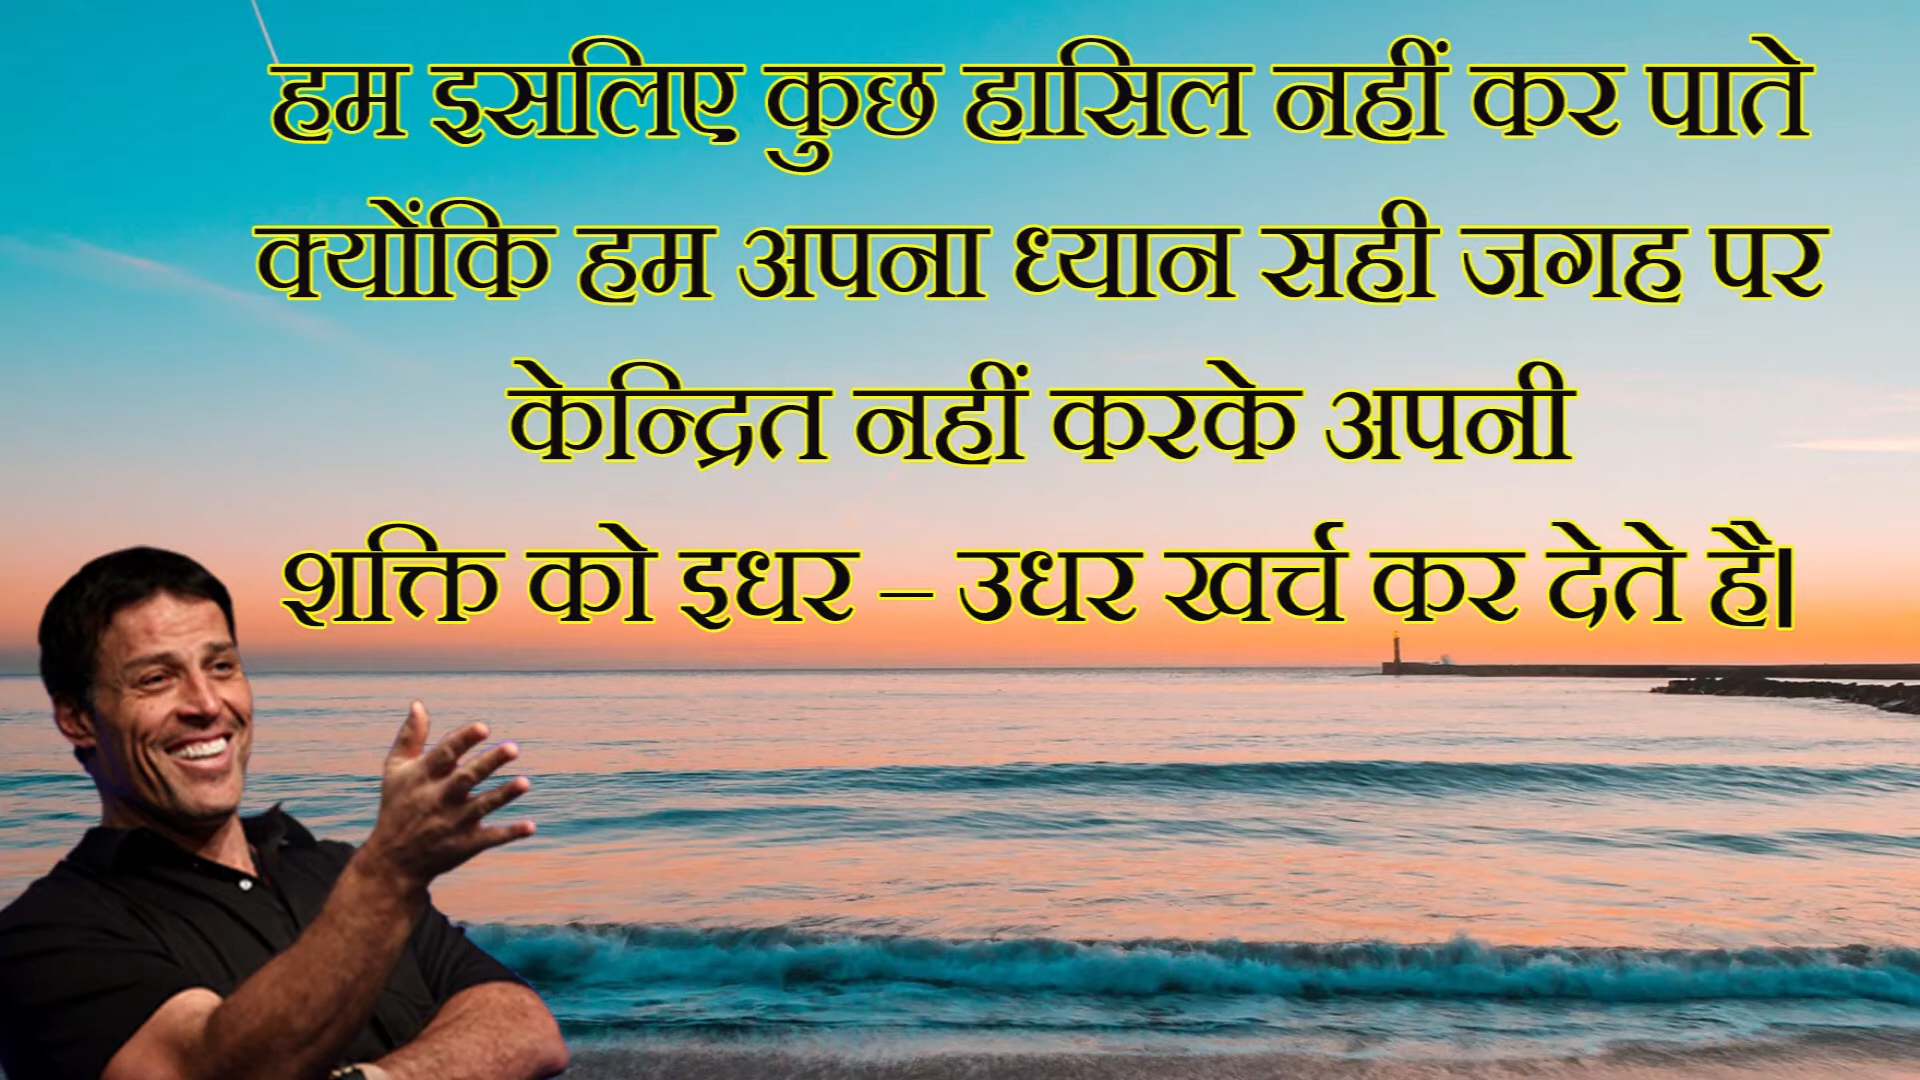 हम इसलिए कुछ हासिल नहीं कर पाते
क्योंकि हम अपना ध्यान सही जगह पर
केन्द्रित नहीं करके अपनी
शक्ति को इधर – उधर खर्च कर देते है।